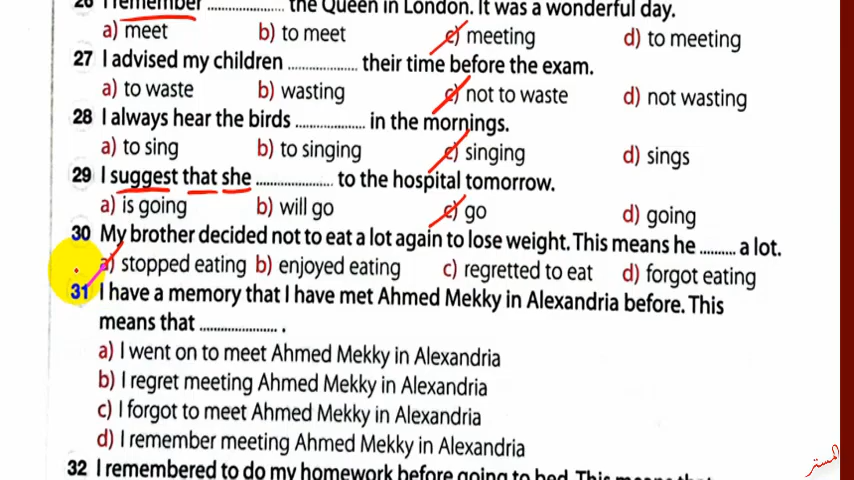 26 I remember .................. the Queen in London. It was a wonderful day.
a) meet b) to meet c) meeting d) to meeting
27 I advised my children ................ their time before the exam.
a) to waste b) wasting c) not to waste d) not wasting
28 I always hear the birds ................ in the mornings.
a) to sing b) to singing c) singing d) sings
29 I suggest that she .................. to the hospital tomorrow.
a) is going b) will go c) go d) going
30 My brother decided not to eat a lot again to lose weight. This means he ......... a lot.
a) stopped eating b) enjoyed eating c) regretted to eat d) forgot eating
31 I have a memory that I have met Ahmed Mekky in Alexandria before. This
means that .................... .
a) I went on to meet Ahmed Mekky in Alexandria
b) I regret meeting Ahmed Mekky in Alexandria
c) I forgot to meet Ahmed Mekky in Alexandria
d) I remember meeting Ahmed Mekky in Alexandria
32 I remembered to do my homework before going to bed. This means that
المستر